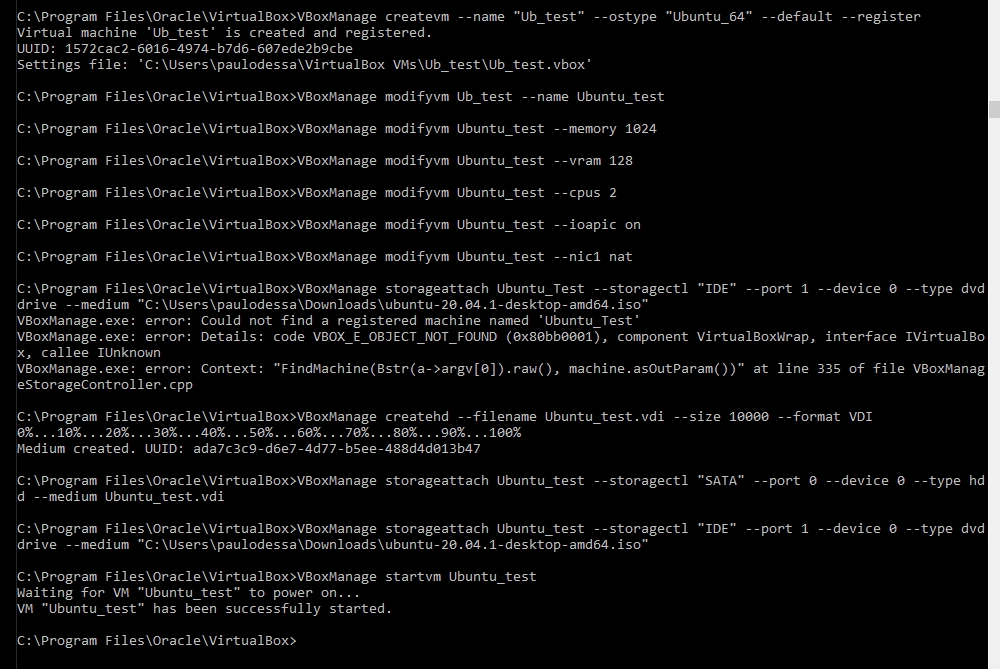 C:\Program Files\Oracle\VirtualBox>VBoxManage createvm --name "Ub_test" --ostype "Ubuntu_64" --default --register
Virtual machine 'Ub_test' is created and registered.
UUID: 1572cac2-6016-4974-b7d6-607ede2b9cbe
Settings file: 'C:\Users\paulodessa\VirtualBox VMs\Ub_test\Ub_test.vbox'
C:\Program Files\Oracle\VirtualBox>VBoxManage modifyvm Ub_test --name Ubuntu_test
C:\Program Files\Oracle\VirtualBox>VBoxManage modifyvm Ubuntu_test --memory 1024
C:\Program Files\Oracle\VirtualBox>VBoxManage modifyvm Ubuntu_test --vram 128
C:\Program Files\Oracle\VirtualBox>VBoxManage modifyvm Ubuntu_test --cpus 2
C:\Program Files\Oracle\VirtualBox>VBoxManage modifyvm Ubuntu_test --ioapic on
C:\Program Files\Oracle\VirtualBox>VBoxManage modifyvm Ubuntu_test --nic1 nat
C:\Program Files\Oracle\VirtualBox>VBoxManage storageattach Ubuntu_Test --storagectl "IDE" --port 1 --device 0 --type dvd
drive --medium "C:\Users\paulodessa\Downloads\ubuntu-20.04.1-desktop-amd64.iso"
VBoxManage.exe: error: Could not find a registered machine named 'Ubuntu_Test'
VBoxManage.exe: error: Details: code VBOX_E_OBJECT_NOT_FOUND (0x80bb0001), component VirtualBoxWrap, interface IVirtualBo
x, callee IUnknown
VBoxManage.exe: error: Context: "FindMachine(Bstr(a->argv[0]).raw(), machine.asOutParam())" at line 335 of file VBoxManag
eStorageController.cpp
C:\Program Files\Oracle\VirtualBox>VBoxManage createhd --filename Ubuntu_test.vdi --size 10000 --format VDI
0%...10%...20%...30%...40%...50%...60%...70%...80%...90%...100%
Medium created. UUID: ada7c3c9-d6e7-4d77-b5ee-488d4d013b47
C:\Program Files\Oracle\VirtualBox>VBoxManage storageattach Ubuntu_test --storagectl "SATA" --port 0 --device 0 --type hd
d --medium Ubuntu_test.vdi
C:\Program Files\Oracle\VirtualBox>VBoxManage storageattach Ubuntu_test --storagectl "IDE" --port 1 --device 0 --type dvd
drive --medium "C:\Users\paulodessa\Downloads\ubuntu-20.04.1-desktop-amd64.iso"
C:\Program Files\Oracle\VirtualBox>VBoxManage startvm Ubuntu_test
Waiting for VM "Ubuntu_test" to power on...
VM "Ubuntu_test" has been successfully started.
C:\Program Files\Oracle\VirtualBox>